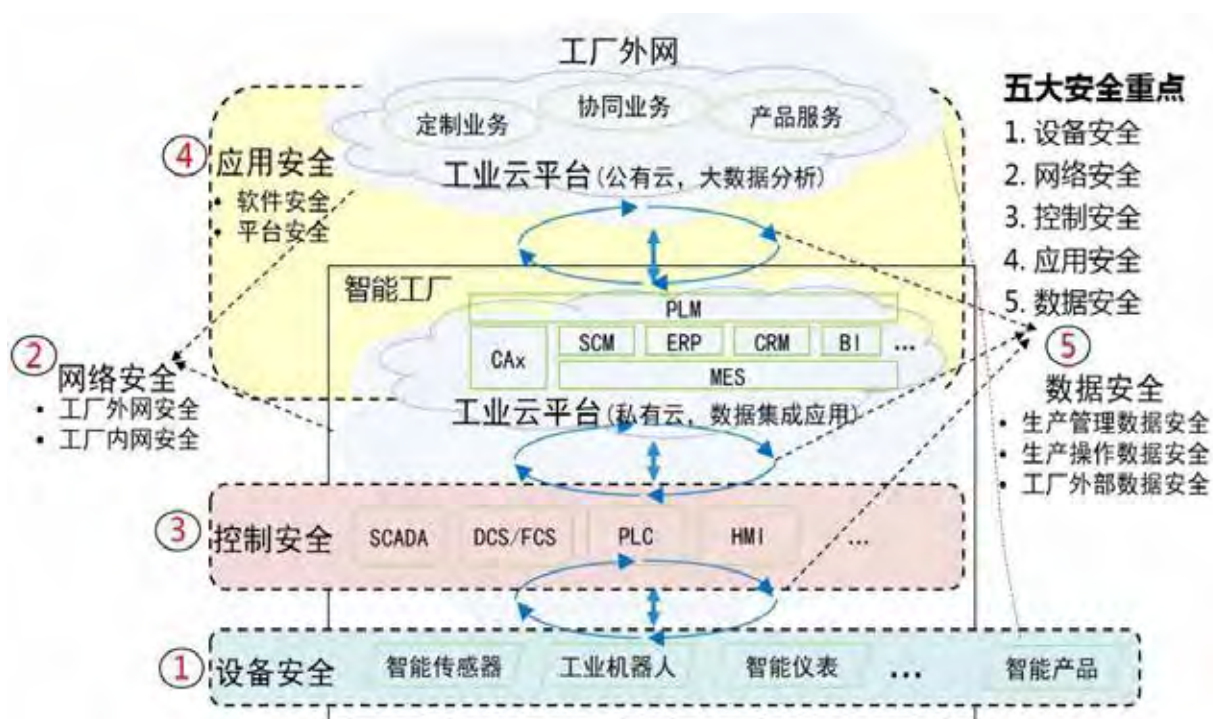 工厂外网
定制业务
协同业务
产品服务
工业云平台(公有云，大数据分析)
④
应用安全
• 软件安全
• 平台安全
五大安全重点
1. 设备安全
2. 网络安全
3. 控制安全
4. 应用安全
5. 数据安全
智能工厂
PLM
CAx
SCM
ERP
CRM
BI
...
MES
工业云平台(私有云，数据集成应用)
②
网络安全
• 工厂外网安全
• 工厂内网安全
⑤
数据安全
• 生产管理数据安全
• 生产操作数据安全
• 工厂外部数据安全
③
控制安全
SCADA
DCS/FCS
PLC
HMI
...
①
设备安全
智能传感器
工业机器人
智能仪表
...
智能产品